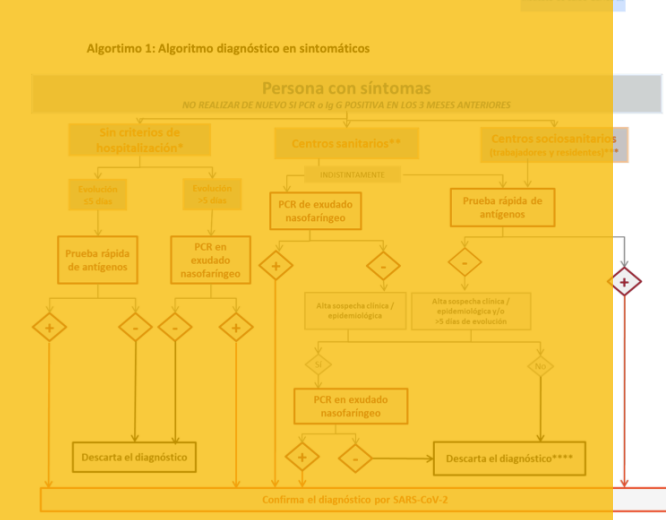 Algortimo 1: Algoritmo diagnóstico en sintomáticos
Persona con síntomas
NO REALIZAR DE NUEVO SI PCR o Ig G POSITIVA EN LOS 3 MESES ANTERIORES
Sin criterios de
hospitalización*
Centros sanitarios**
Centros sociosanitarios
(trabajadores y residentes)***
INDISTINTAMENTE
Evolución
≤5 días
Evolución
>5 días
PCR de exudado
nasofaríngeo
Prueba rápida de
antígenos
Prueba rápida
de antígenos
PCR en
exudado
nasofaríngeo
+
-
-
+
Alta sospecha clínica /
epidemiológica
Alta sospecha clínica /
epidemiológica y/o
>5 días de evolución
+
-
-
+
Sí
No
PCR en exudado
nasofaríngeo
+
-
Descarta el diagnóstico
Descarta el diagnóstico****
Confirma el diagnóstico por SARS-CoV-2